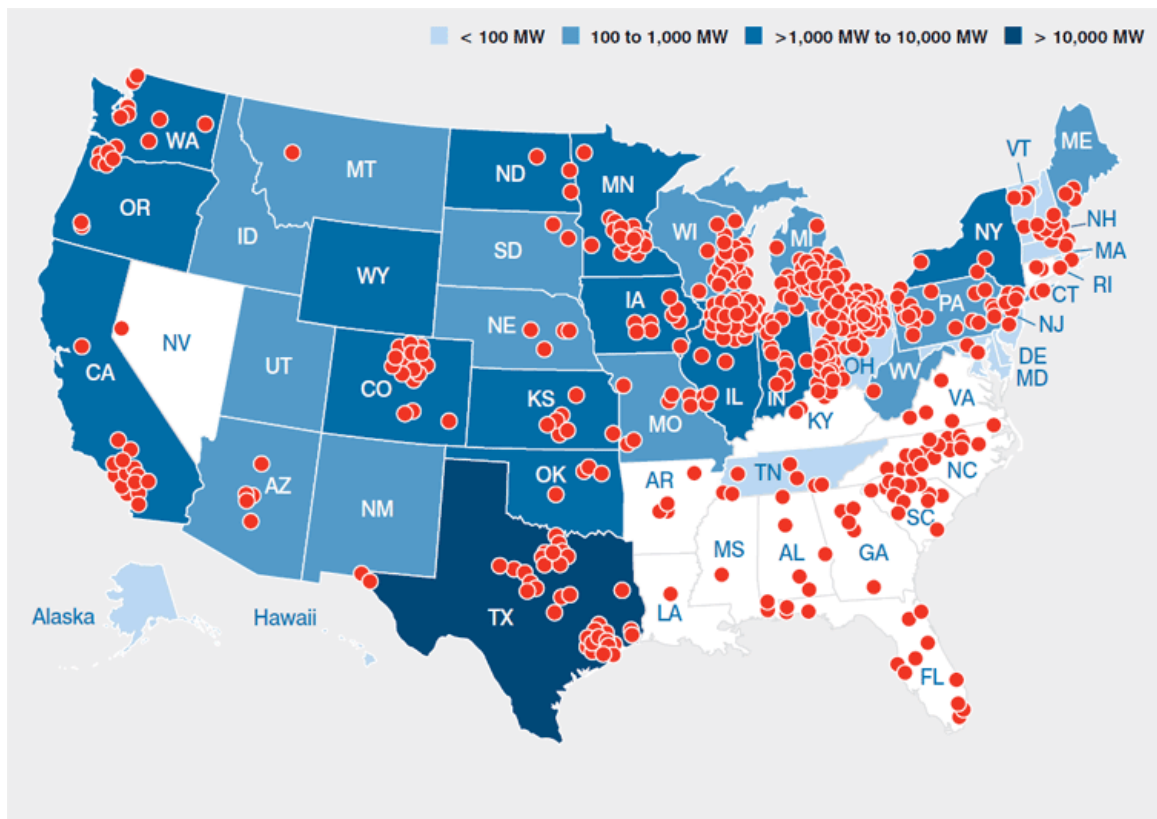 < 100 MW 100 to 1,000 MW >1,000 MW to 10,000 MW > 10,000 MW
WA
MT
ND
MN
VT
ME
OR
ID
SD
WI
MI
NY
NH
MA
WY
IA
NE
PA
RI
CT
NJ
NV
UT
CA
CO
KS
MO
IL
IN
OH
WV
DE
MD
VA
KY
AZ
NM
OK
AR
TN
NC
SC
MS
AL
GA
TX
LA
FL
Alaska
Hawaii